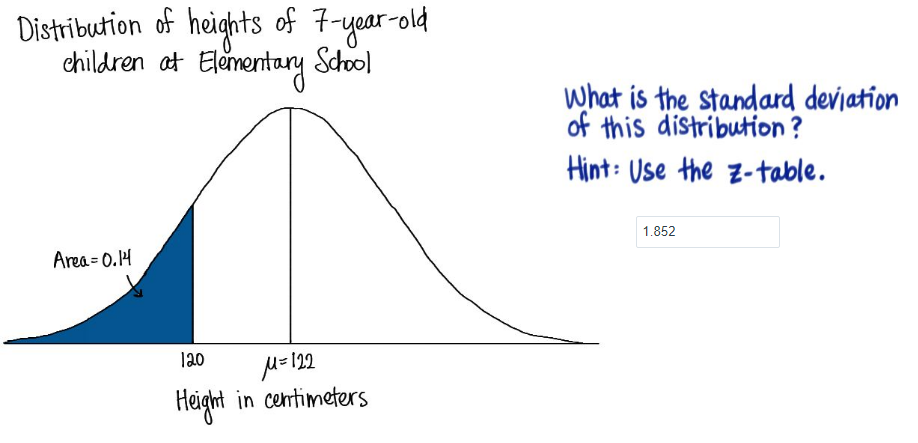 Distribution of heights of 7-year-old
children at Elementary School
What is the standard deviation
of this distribution?
Hint: Use the z-table.
1.852
Area = 0.14
120
μ=122
Height in centimeters